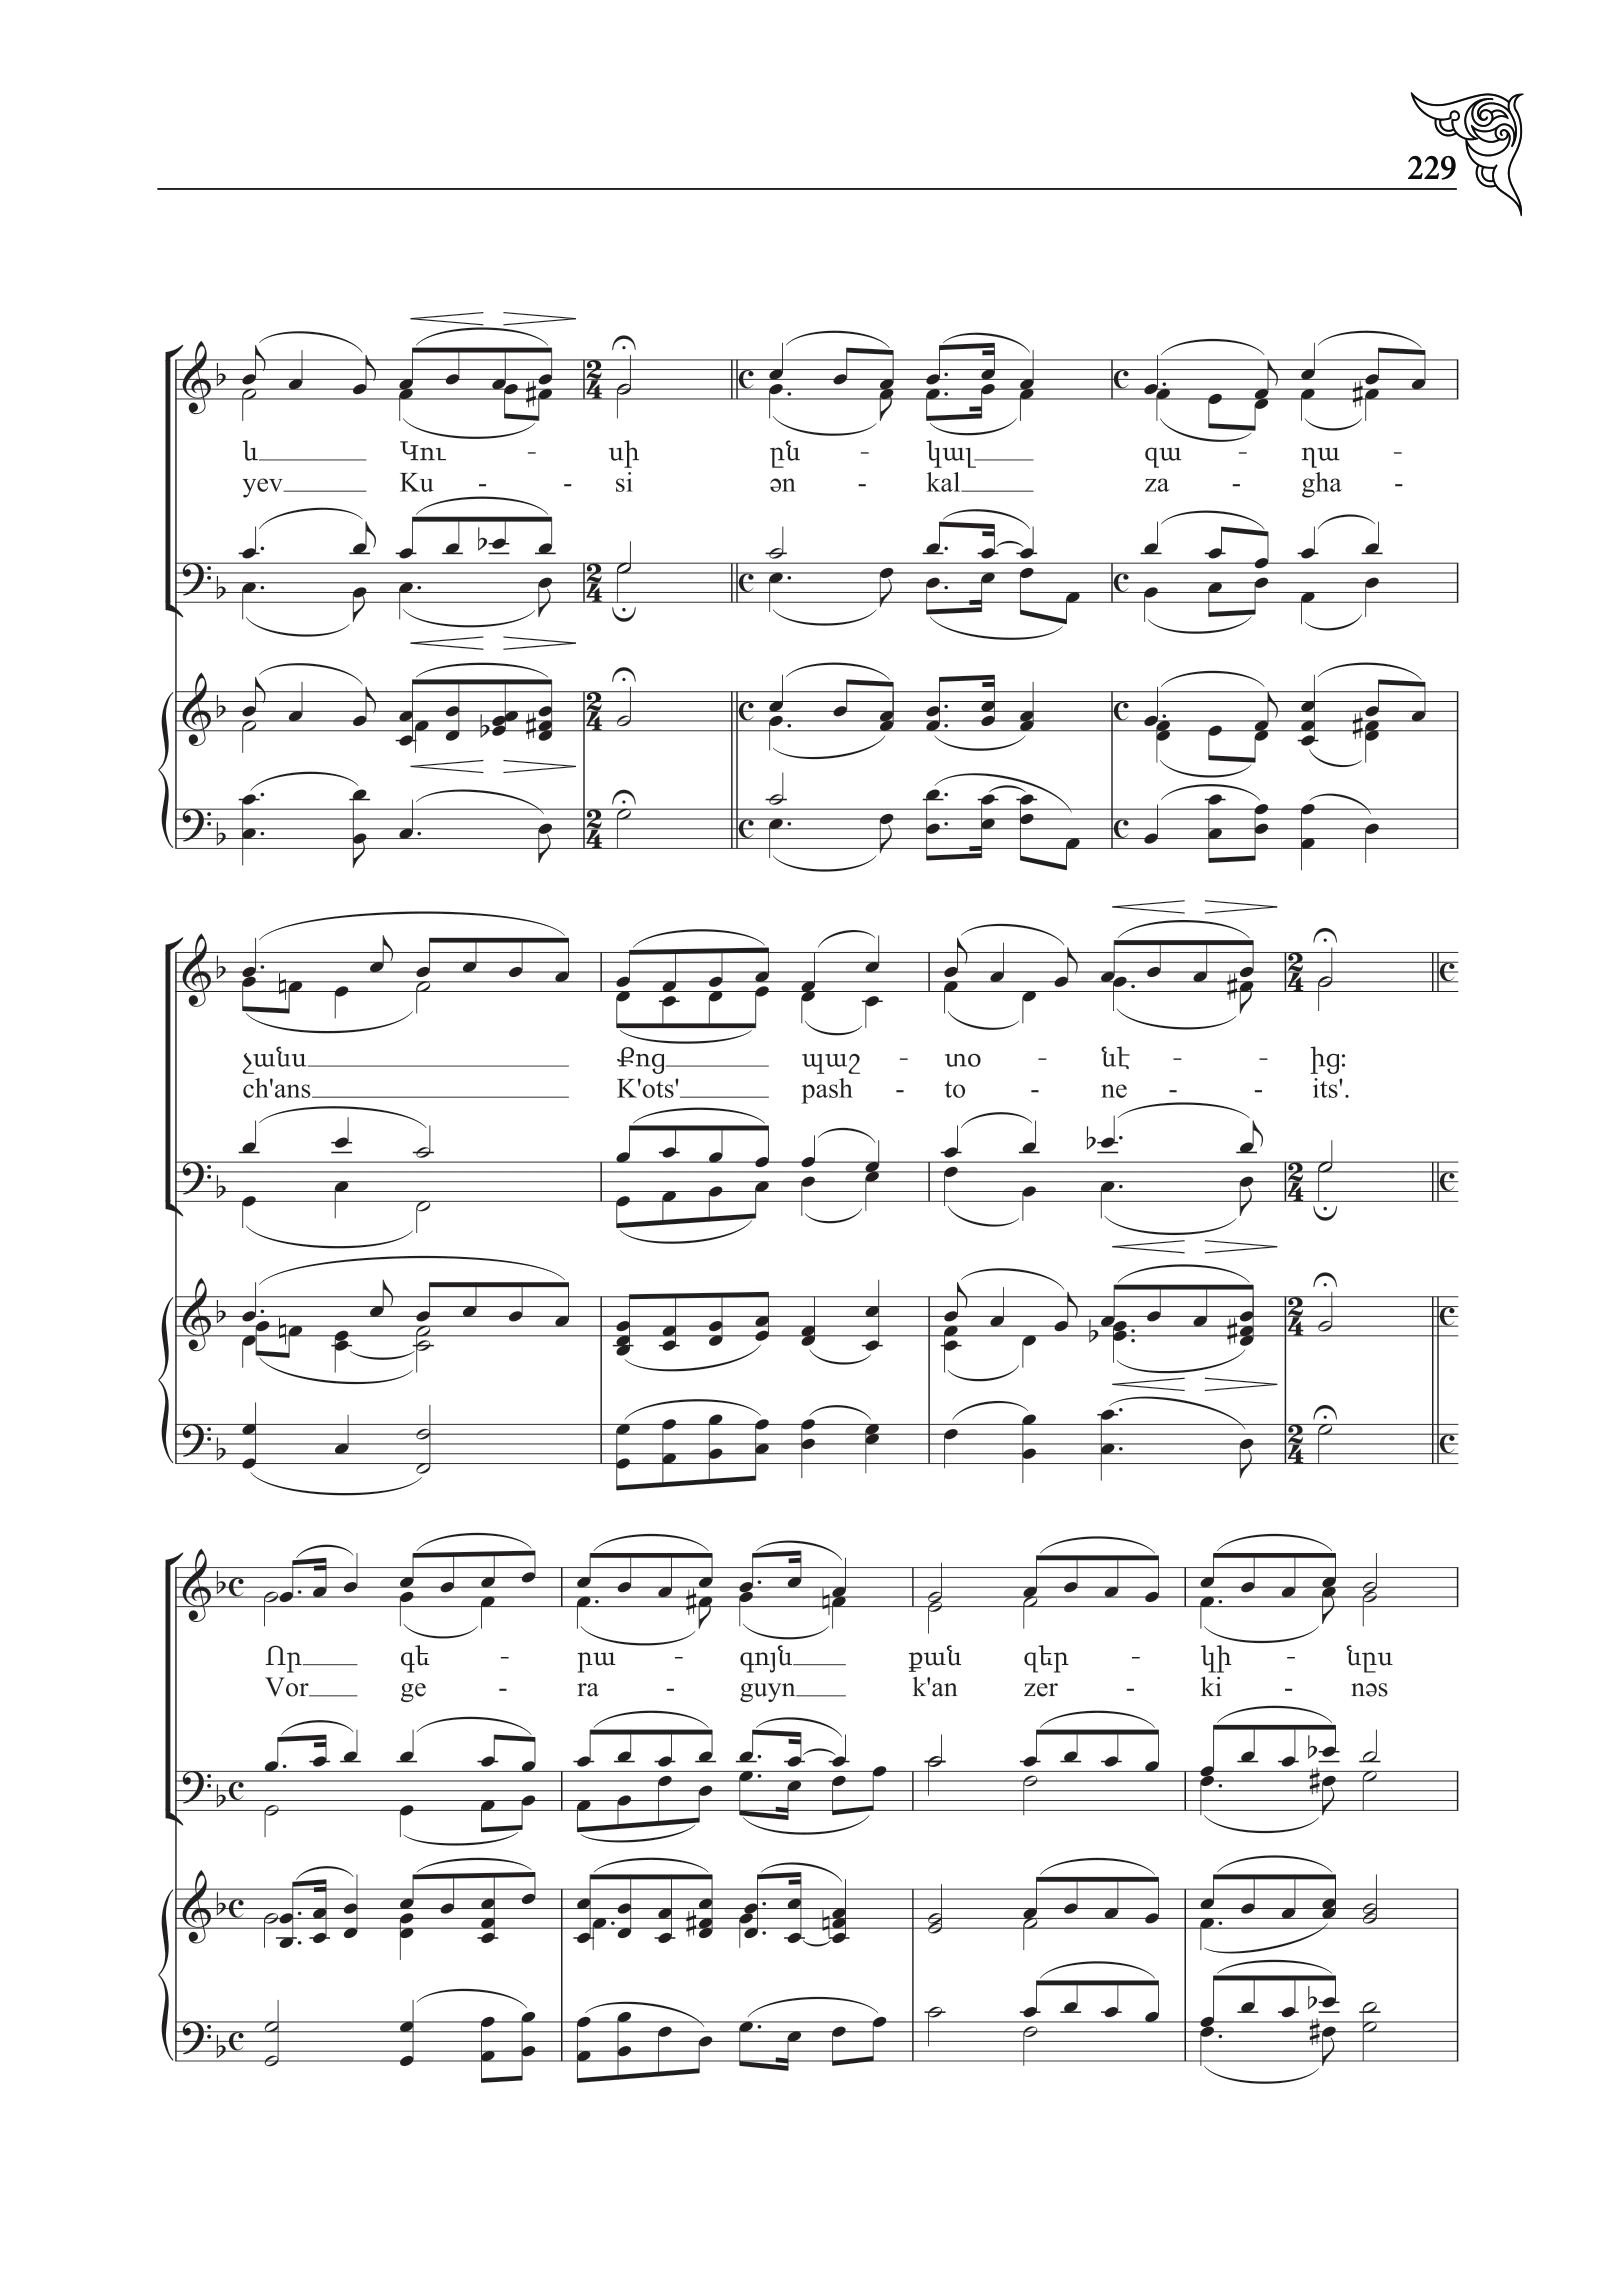 229
և Կու - սի ըն - կալ զա - ղա -
yev Ku - - si ən - kal za - gha -
չանս Քոց պաշ - տօ - նէ - - ից։
ch'ans K'ots' pash - to - ne - - its'.
Որ գե - րա - գոյն քան զեր - կի - նըս
Vor ge - ra - guyn k'an zer - ki - nəs